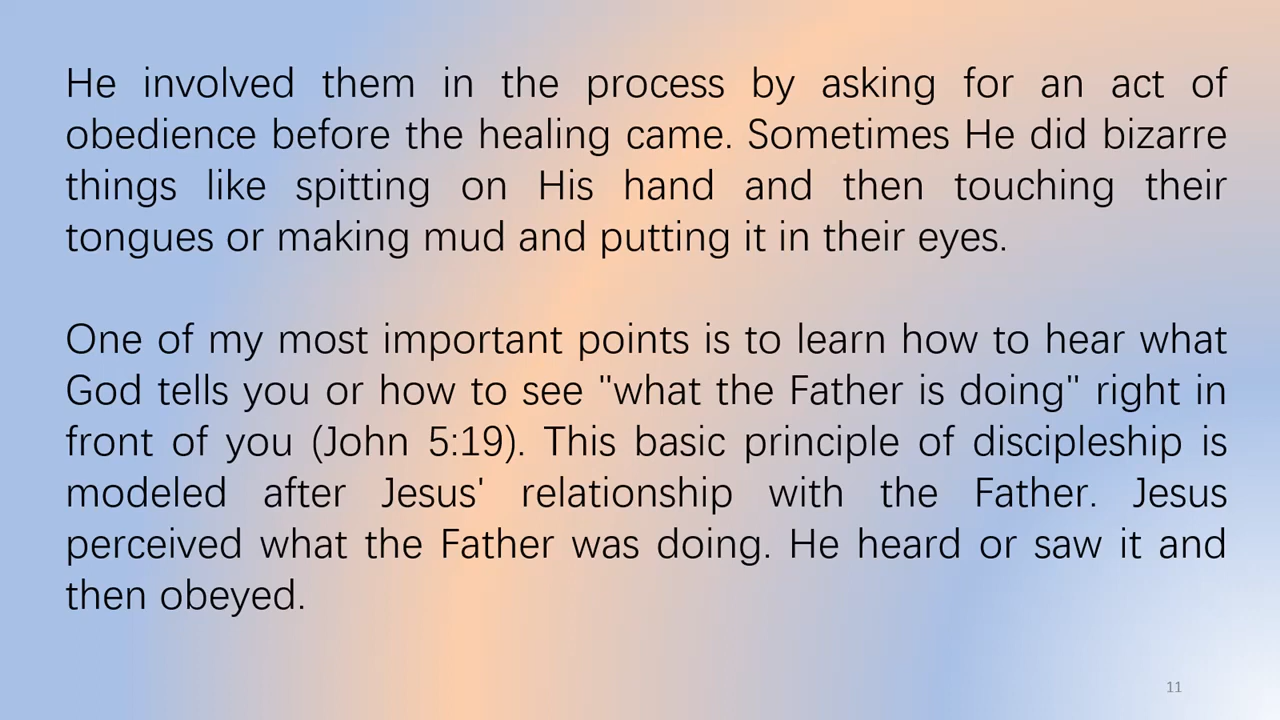 He involved them in the process by asking for an act of
obedience before the healing came. Sometimes He did bizarre
things like spitting on His hand and then touching their
tongues or making mud and putting it in their eyes.
One of my most important points is to learn how to hear what
God tells you or how to see "what the Father is doing" right in
front of you (John 5:19). This basic principle of discipleship is
modeled after Jesus' relationship with the Father. Jesus
perceived what the Father was doing. He heard or saw it and
then obeyed.
11